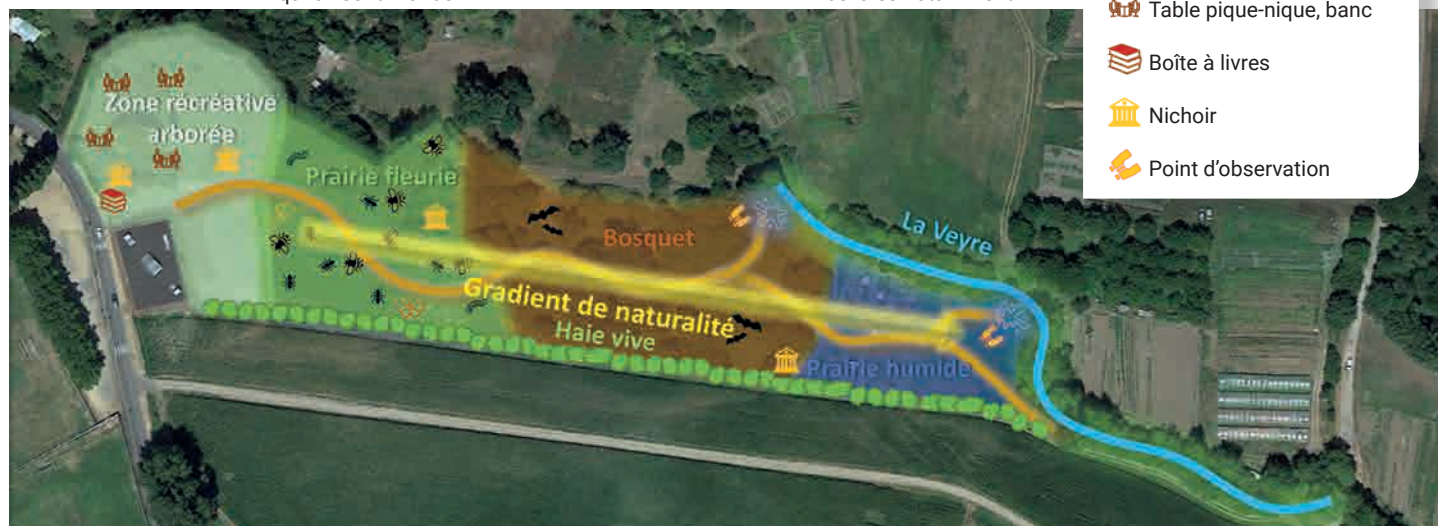 Table pique-nique, banc
Boîte à livres
Nichoir
Point d'observation
Zone récréative
arborée
Prairie fleurie
Bosquet
La Veyre
Gradient de naturalité
Haie vive
Prairie humide